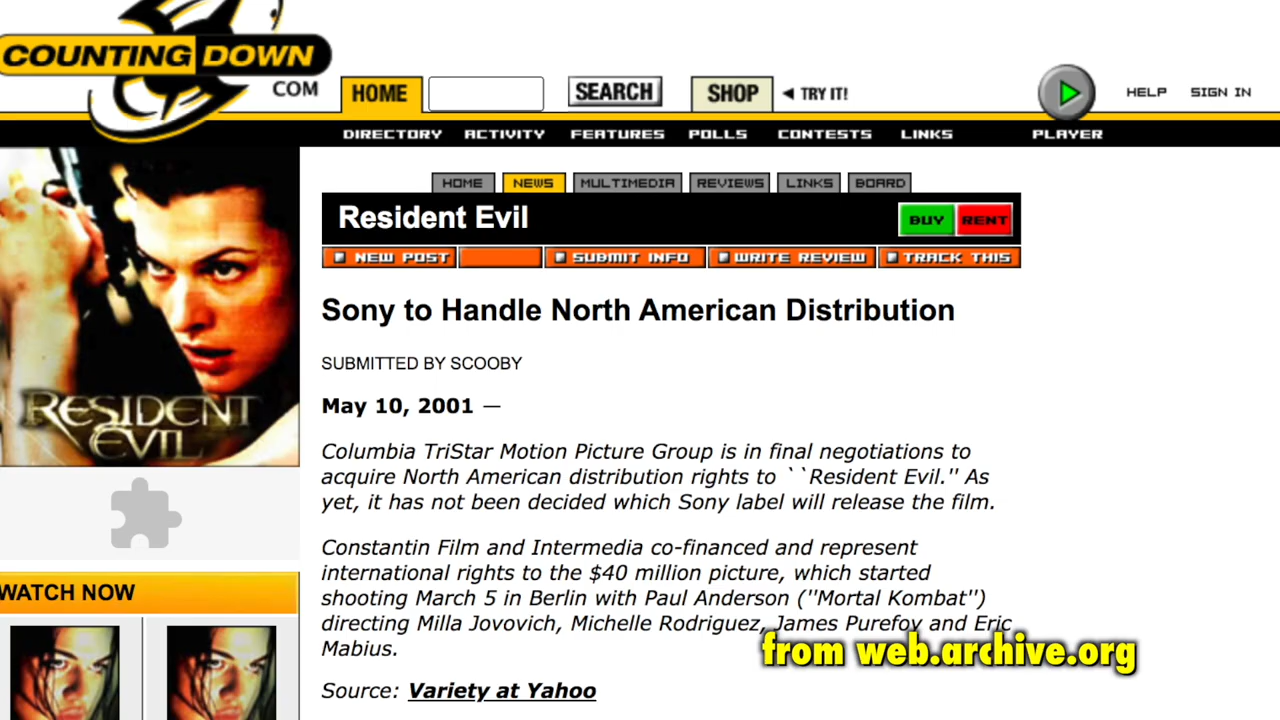 COUNTING DOWN
COM
HOME
SEARCH
SHOP
TRY IT!
HELP
SIGN IN
DIRECTORY
ACTIVITY
FEATURES
POLLS
CONTESTS
LINKS
PLAYER
HOME
NEWS
MULTIMEDIA
REVIEWS
LINKS
BOARD
Resident Evil
BUY
RENT
NEW POST
SUBMIT INFO
WRITE REVIEW
TRACK THIS
RESIDENT
EVIL
Sony to Handle North American Distribution
SUBMITTED BY SCOOBY
May 10, 2001 —
Columbia TriStar Motion Picture Group is in final negotiations to
acquire North American distribution rights to ``Resident Evil.'' As
yet, it has not been decided which Sony label will release the film.
Constantin Film and Intermedia co-financed and represent
international rights to the $40 million picture, which started
shooting March 5 in Berlin with Paul Anderson (''Mortal Kombat'')
directing Milla Jovovich, Michelle Rodriguez, James Purefoy and Eric
Mabius.
Source: Variety at Yahoo
WATCH NOW
from web.archive.org